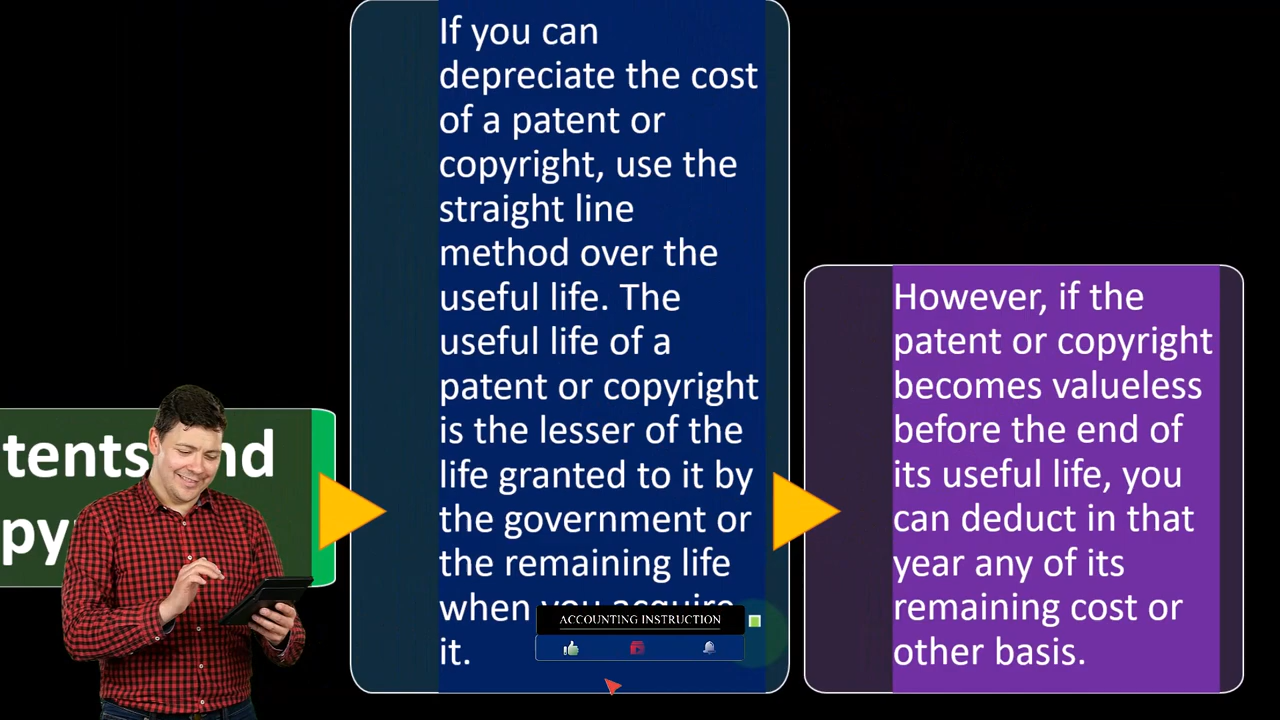 tents nd
py
If you can
depreciate the cost
of a patent or
copyright, use the
straight line
method over the
useful life. The
useful life of a
patent or copyright
is the lesser of the
life granted to it by
the government or
the remaining life
when you acquire
it.
ACCOUNTING INSTRUCTION
However, if the
patent or copyright
becomes valueless
before the end of
its useful life, you
can deduct in that
year any of its
remaining cost or
other basis.